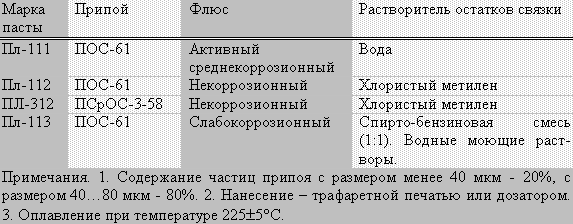 Марка пасты Припой Флюс Растворитель остатков связки
Пл-111 ПОС-61 Активный среднекоррозионный Вода
Пл-112 ПОС-61 Некоррозионный Хлористый метилен
ПЛ-312 ПСрОС-3-58 Некоррозионный Хлористый метилен
Пл-113 ПОС-61 Слабокоррозионный Спирто-бензиновая смесь
(1:1). Водные моющие раст-
воры.
Примечания. 1. Содержание частиц припоя с размером менее 40 мкм - 20%, с
размером 40…80 мкм - 80%. 2. Нанесение – трафаретной печатью или дозатором.
3. Оплавление при температуре 225±5°С.